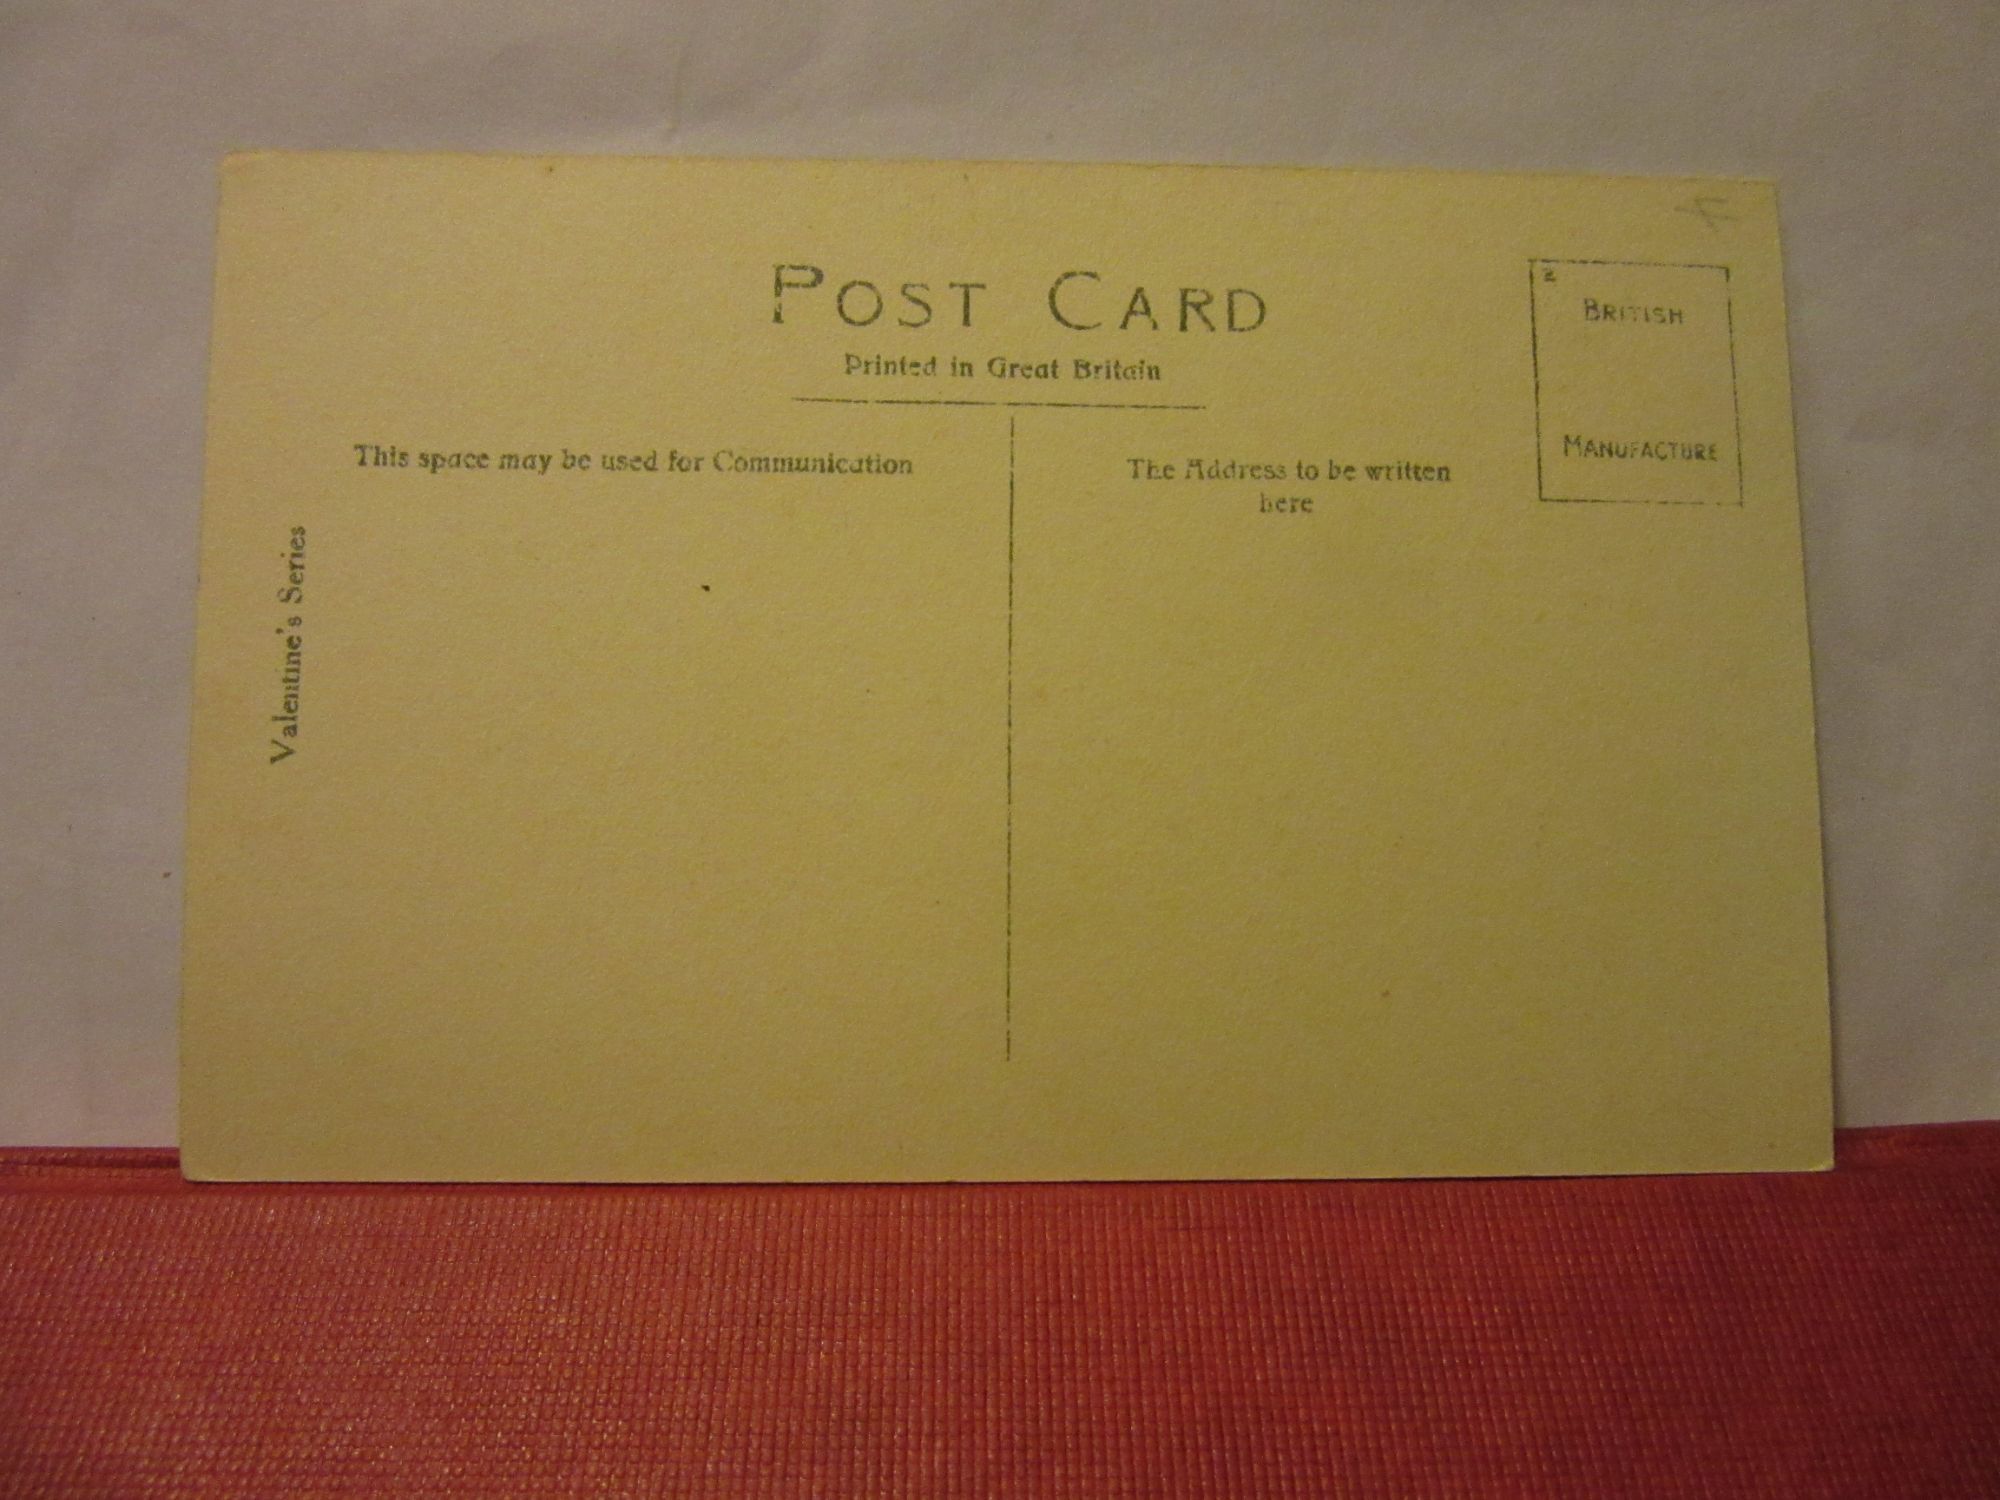 POST CARD
Printed in Great Britain
This space may be used for Communication
The Address to be written
here
2
BRITISH
MANUFACTURE
Valentine's Series